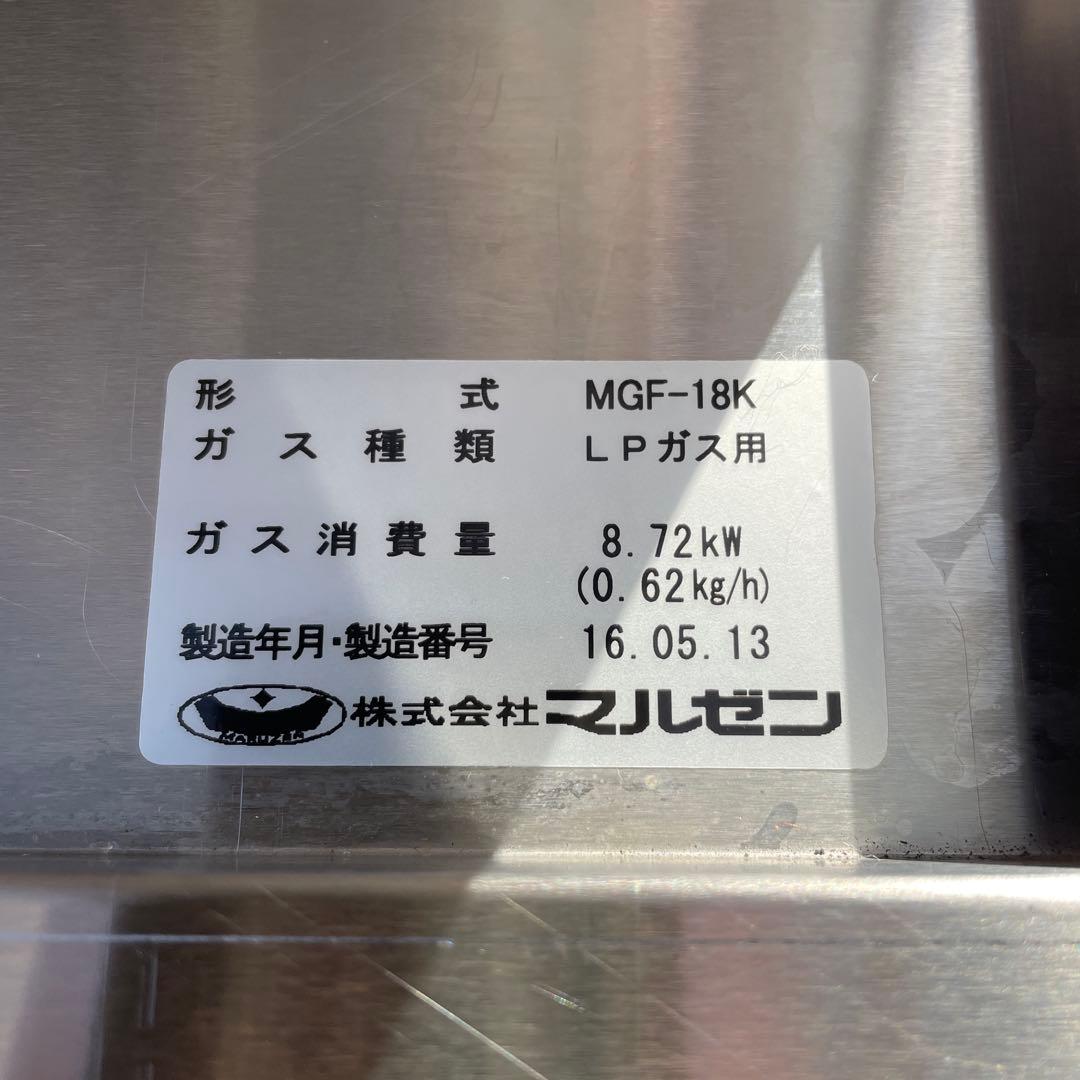 形式 MGF-18K
ガス種類 LPガス用
ガス消費量 8.72kW
(0.62kg/h)
製造年月・製造番号 16.05.13
MARUZEN 株式会社マルゼン